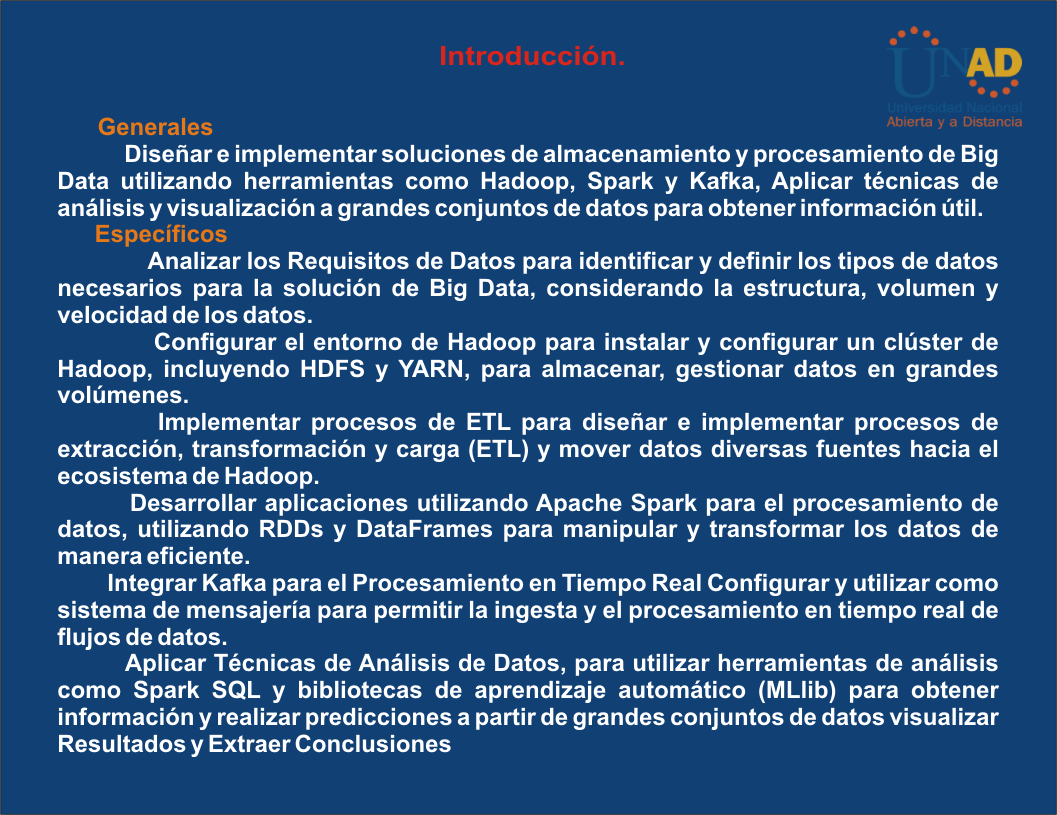 Introducción.
UNAD
Universidad Nacional
Abierta y a Distancia
Generales
Diseñar e implementar soluciones de almacenamiento y procesamiento de Big
Data utilizando herramientas como Hadoop, Spark y Kafka, Aplicar técnicas de
análisis y visualización a grandes conjuntos de datos para obtener información útil.
Específicos
Analizar los Requisitos de Datos para identificar y definir los tipos de datos
necesarios para la solución de Big Data, considerando la estructura, volumen y
velocidad de los datos.
Configurar el entorno de Hadoop para instalar y configurar un clúster de
Hadoop, incluyendo HDFS y YARN, para almacenar, gestionar datos en grandes
volúmenes.
Implementar procesos de ETL para diseñar e implementar procesos de
extracción, transformación y carga (ETL) y mover datos diversas fuentes hacia el
ecosistema de Hadoop.
Desarrollar aplicaciones utilizando Apache Spark para el procesamiento de
datos, utilizando RDDs y DataFrames para manipular y transformar los datos de
manera eficiente.
Integrar Kafka para el Procesamiento en Tiempo Real Configurar y utilizar como
sistema de mensajería para permitir la ingesta y el procesamiento en tiempo real de
flujos de datos.
Aplicar Técnicas de Análisis de Datos, para utilizar herramientas de análisis
como Spark SQL y bibliotecas de aprendizaje automático (MLlib) para obtener
información y realizar predicciones a partir de grandes conjuntos de datos visualizar
Resultados y Extraer Conclusiones